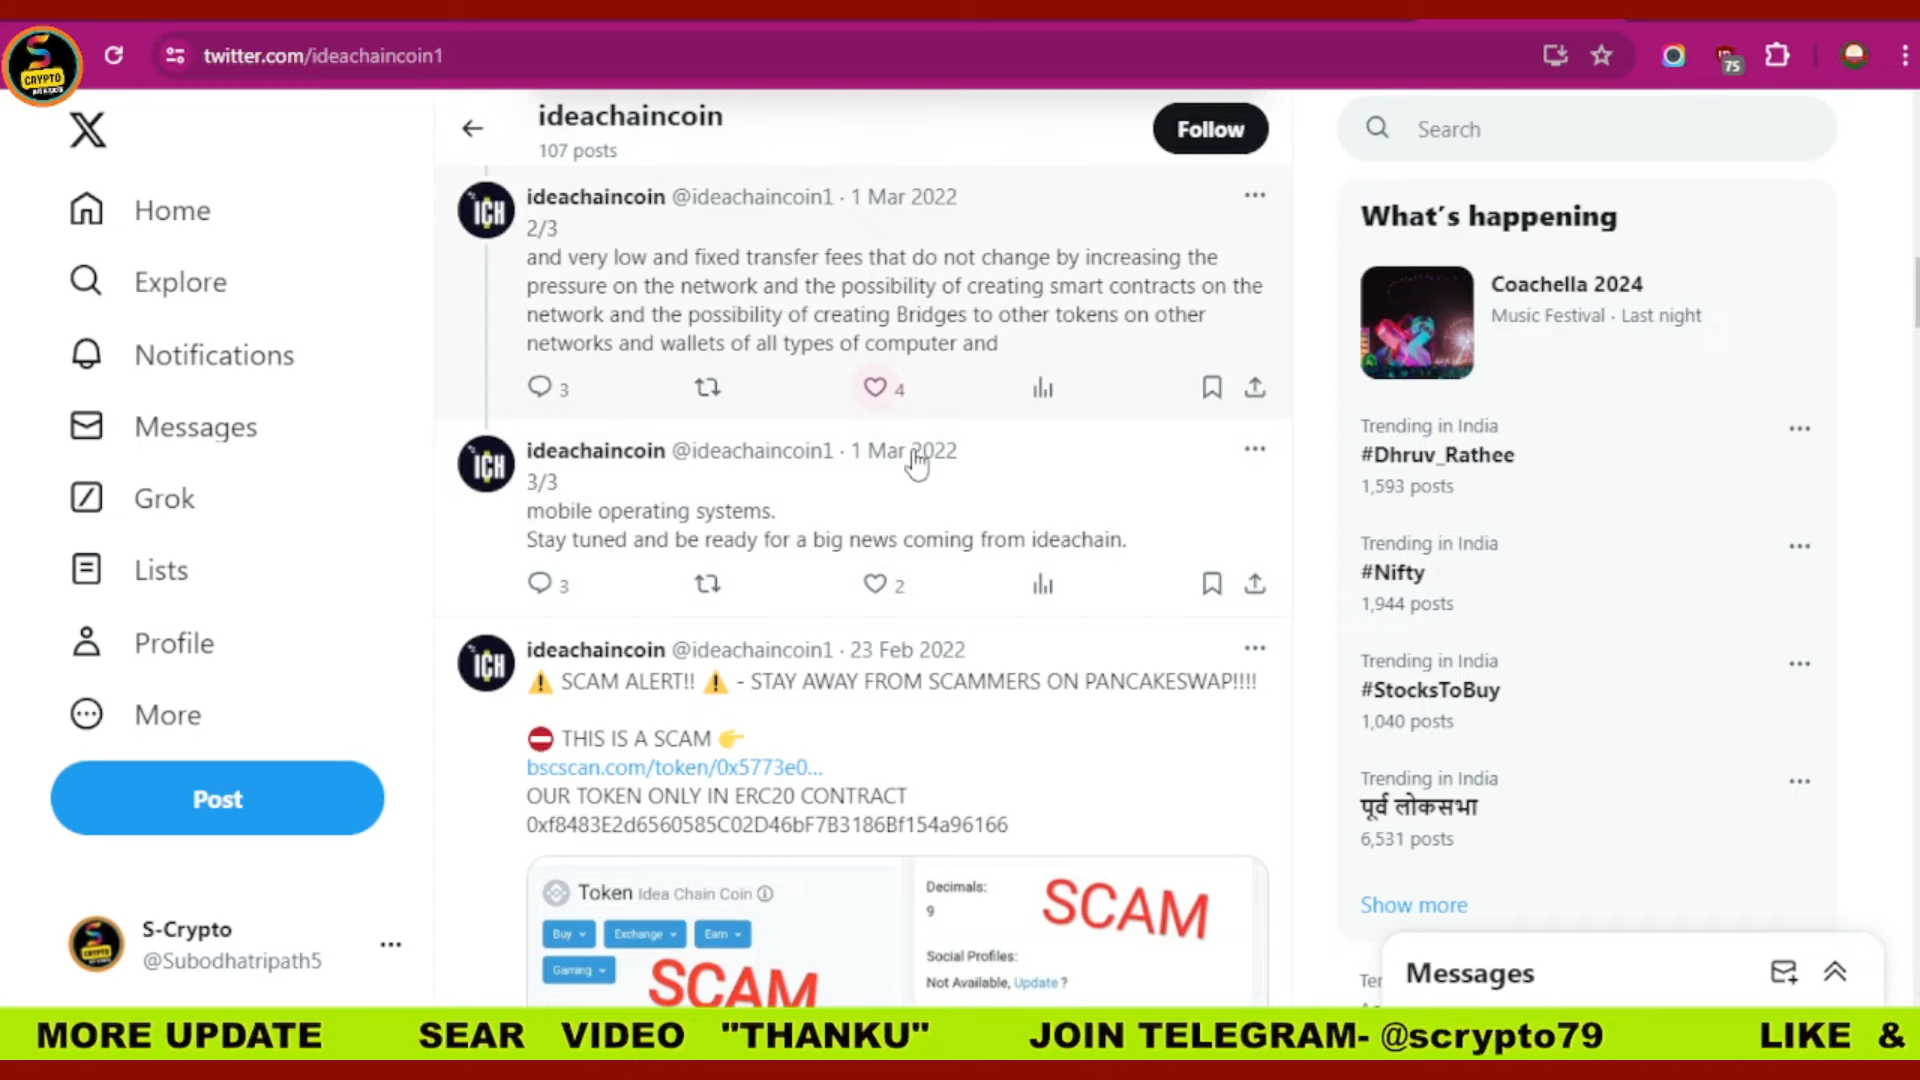 S
CRYPTO
twitter.com/ideachaincoin1
75
ideachaincoin
107 posts
Follow
Search
Home
Explore
Notifications
Messages
Grok
Lists
Profile
More
Post
S-Crypto
@Subodhatripath5
ICH
ideachaincoin @ideachaincoin1 · 1 Mar 2022
2/3
and very low and fixed transfer fees that do not change by increasing the
pressure on the network and the possibility of creating smart contracts on the
network and the possibility of creating Bridges to other tokens on other
networks and wallets of all types of computer and
3
4
ICH
ideachaincoin @ideachaincoin1 · 1 Mar 2022
3/3
mobile operating systems.
Stay tuned and be ready for a big news coming from ideachain.
3
2
ICH
ideachaincoin @ideachaincoin1 · 23 Feb 2022
⚠️ SCAM ALERT!! ⚠️ - STAY AWAY FROM SCAMMERS ON PANCAKESWAP!!!!
⛔ THIS IS A SCAM 👉
bscscan.com/token/0x5773e0...
OUR TOKEN ONLY IN ERC20 CONTRACT
0xf8483E2d6560585C02D46bF7B3186Bf154a96166
Token Idea Chain Coin
Buy
Exchange
Earn
Gaming
SCAM
Decimals:
9
SCAM
Social Profiles:
Not Available, Update ?
What's happening
Coachella 2024
Music Festival · Last night
Trending in India
#Dhruv_Rathee
1,593 posts
Trending in India
#Nifty
1,944 posts
Trending in India
#StocksToBuy
1,040 posts
Trending in India
पूर्व लोकसभा
6,531 posts
Show more
Messages
MORE UPDATE SEAR VIDEO "THANKU" JOIN TELEGRAM- @scrypto79 LIKE &